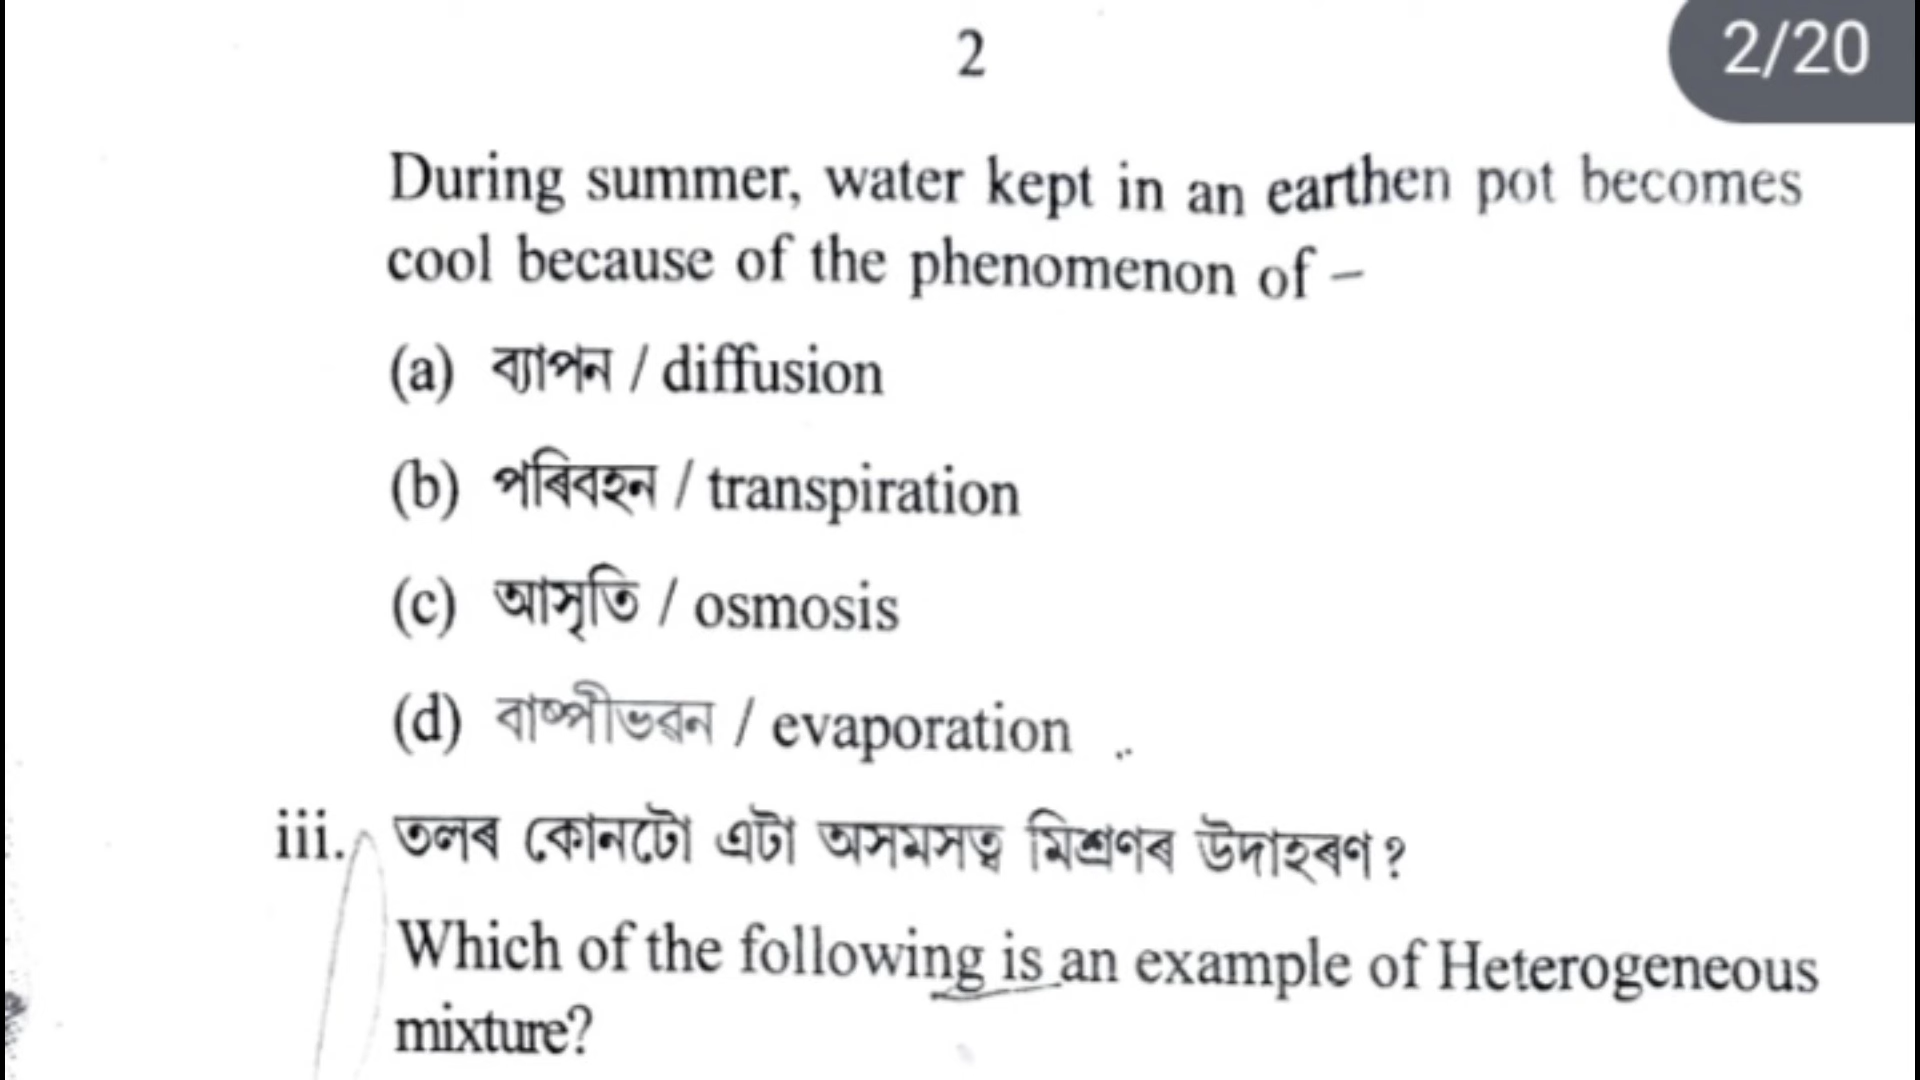 2
2/20
During summer, water kept in an earthen pot becomes
cool because of the phenomenon of –
(a) ব্যাপন / diffusion
(b) পৰিবহন / transpiration
(c) আসৃতি / osmosis
(d) বাষ্পীভৱন / evaporation
iii. তলৰ কোনটো এটা অসমসত্ব মিশ্ৰণৰ উদাহৰণ?
Which of the following is an example of Heterogeneous
mixture?